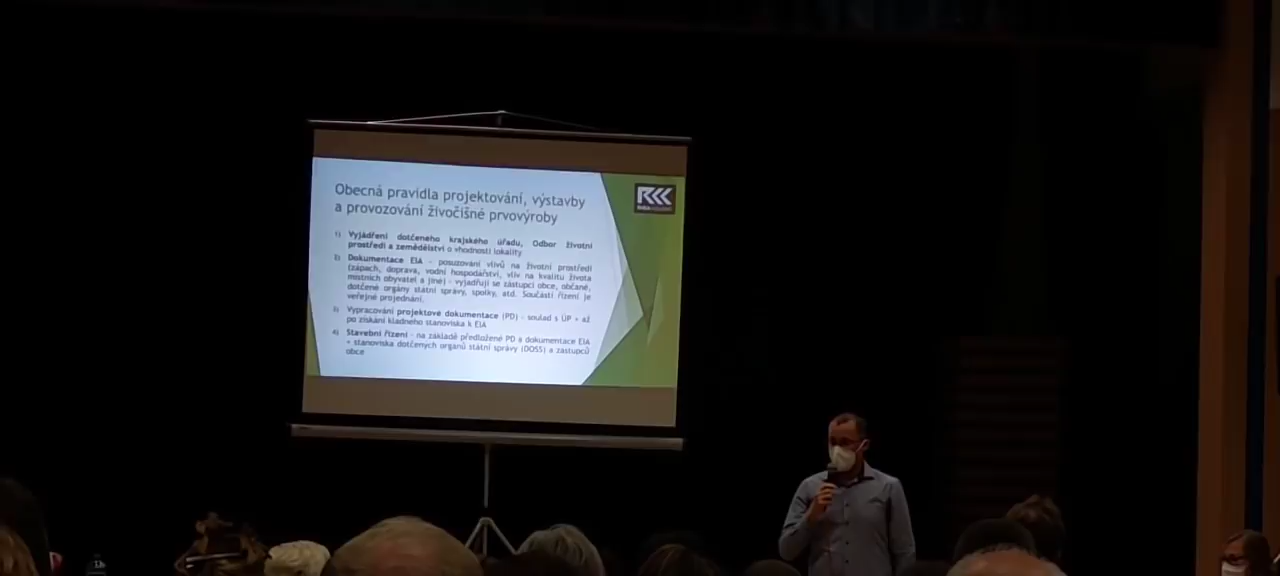 Obecná pravidla projektování, výstavby
a provozování živočišné prvovýroby
1) Vyjádření dotčeného krajského úřadu, Odbor životní
prostředí a zemědělství o vhodnosti lokality
2) Dokumentace EIA - posuzování vlivů na životní prostředí
(zápach, doprava, vodní hospodářství, vliv na kvalitu života
místních obyvatel a jiné) - vyjadřují se zástupci obce, občané,
dotčené orgány státní správy, spolky, atd. Součástí řízení je
veřejné projednání.
3) Vypracování projektové dokumentace (PD) - soulad s ÚP + až
po získání kladného stanoviska k EIA
4) Stavební řízení - na základě předložené PD a dokumentace EIA
+ stanoviska dotčených orgánů státní správy (DOSS) a zástupců
obce